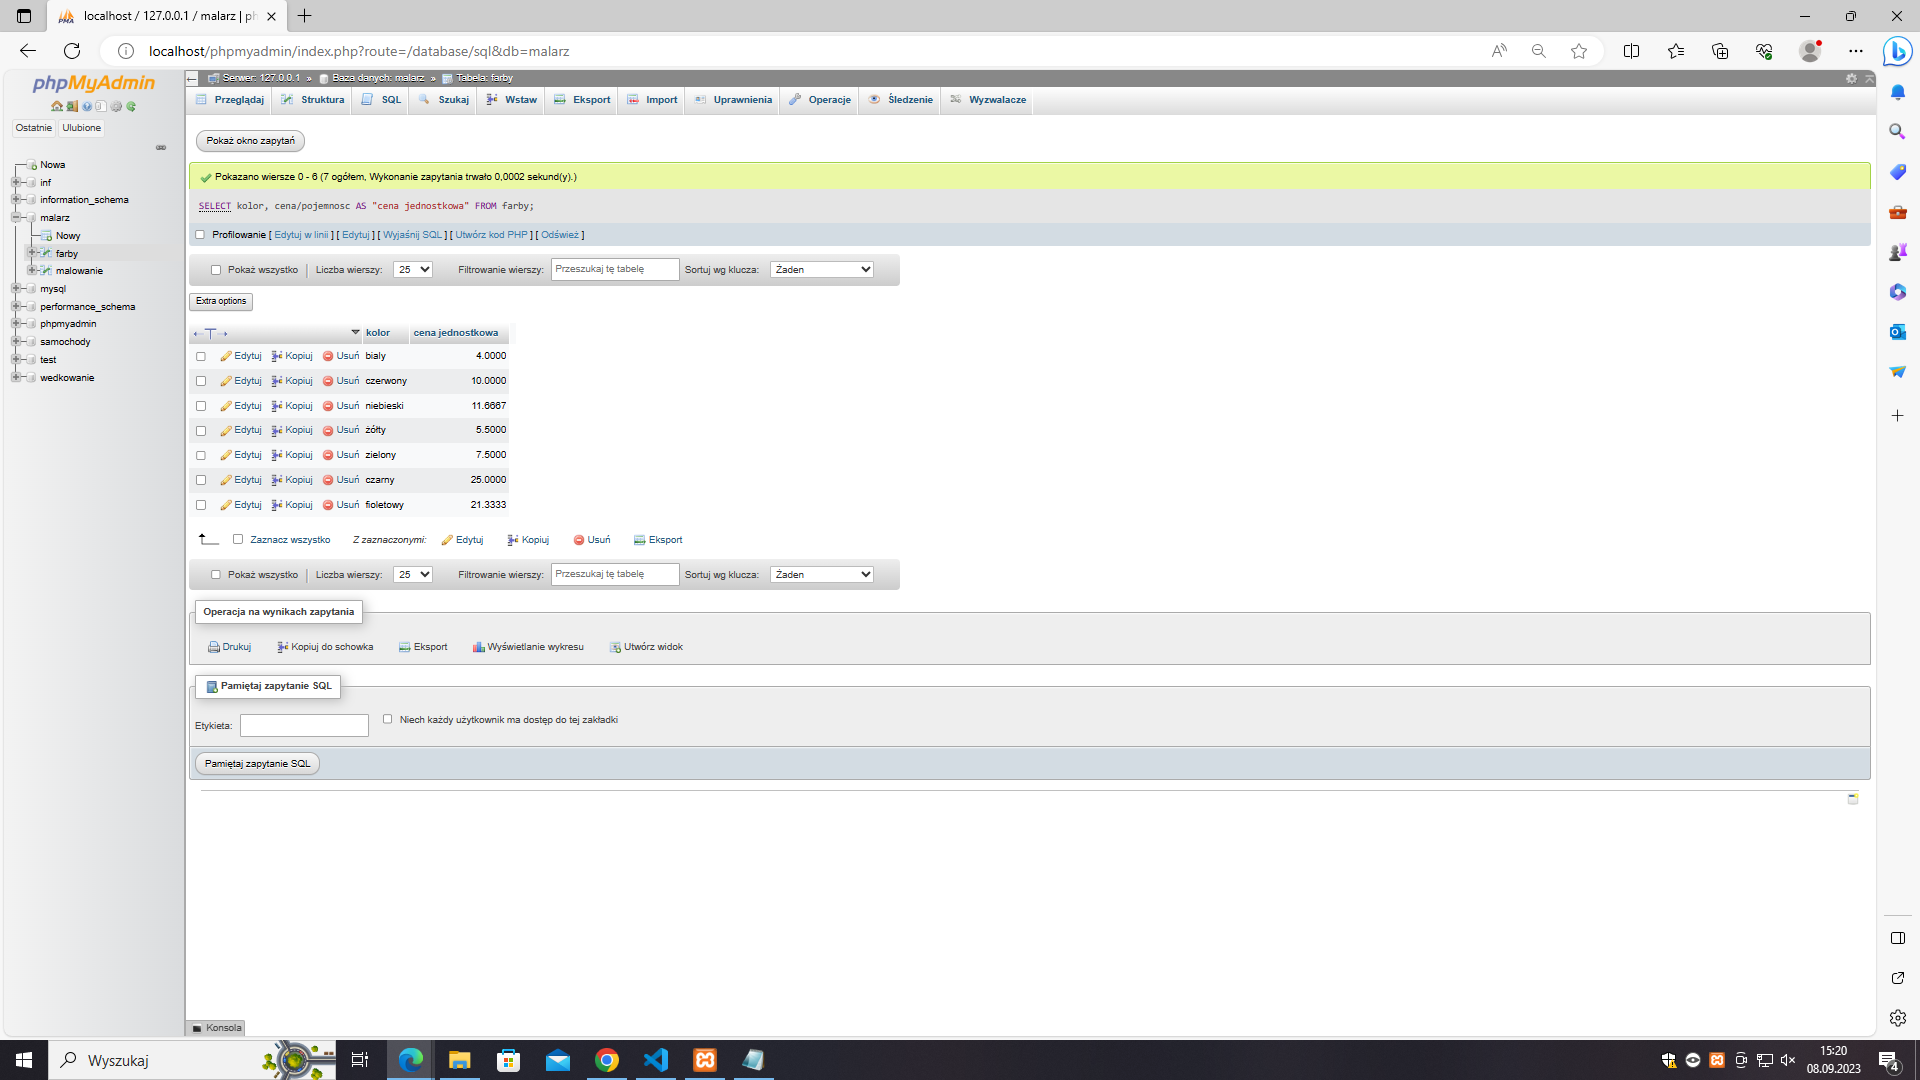 localhost / 127.0.0.1 / malarz | ph
localhost/phpmyadmin/index.php?route=/database/sql&db=malarz
phpMyAdmin
Ostatnie Ulubione
Nowa
inf
information_schema
malarz
Nowy
farby
malowanie
mysql
performance_schema
phpmyadmin
samochody
test
wedkowanie
Serwer: 127.0.0.1 » Baza danych: malarz » Tabela: farby
Przeglądaj Struktura SQL Szukaj Wstaw Eksport Import Uprawnienia Operacje Śledzenie Wyzwalacze
Pokaż okno zapytań
Pokazano wiersze 0 - 6 (7 ogółem, Wykonanie zapytania trwało 0,0002 sekund(y).)
SELECT kolor, cena/pojemnosc AS "cena jednostkowa" FROM farby;
Profilowanie [ Edytuj w linii ] [ Edytuj ] [ Wyjaśnij SQL ] [ Utwórz kod PHP ] [ Odśwież ]
Pokaż wszystko | Liczba wierszy: 25 Filtrowanie wierszy: Przeszukaj tę tabelę Sortuj wg klucza: Żaden
Extra options
←T→ kolor cena jednostkowa
Edytuj Kopiuj Usuń bialy 4.0000
Edytuj Kopiuj Usuń czerwony 10.0000
Edytuj Kopiuj Usuń niebieski 11.6667
Edytuj Kopiuj Usuń żółty 5.5000
Edytuj Kopiuj Usuń zielony 7.5000
Edytuj Kopiuj Usuń czarny 25.0000
Edytuj Kopiuj Usuń fioletowy 21.3333
Zaznacz wszystko Z zaznaczonymi: Edytuj Kopiuj Usuń Eksport
Pokaż wszystko | Liczba wierszy: 25 Filtrowanie wierszy: Przeszukaj tę tabelę Sortuj wg klucza: Żaden
Operacja na wynikach zapytania
Drukuj Kopiuj do schowka Eksport Wyświetlanie wykresu Utwórz widok
Pamiętaj zapytanie SQL
Etykieta: Niech każdy użytkownik ma dostęp do tej zakładki
Pamiętaj zapytanie SQL
Konsola
Wyszukaj
15:20
08.09.2023
4